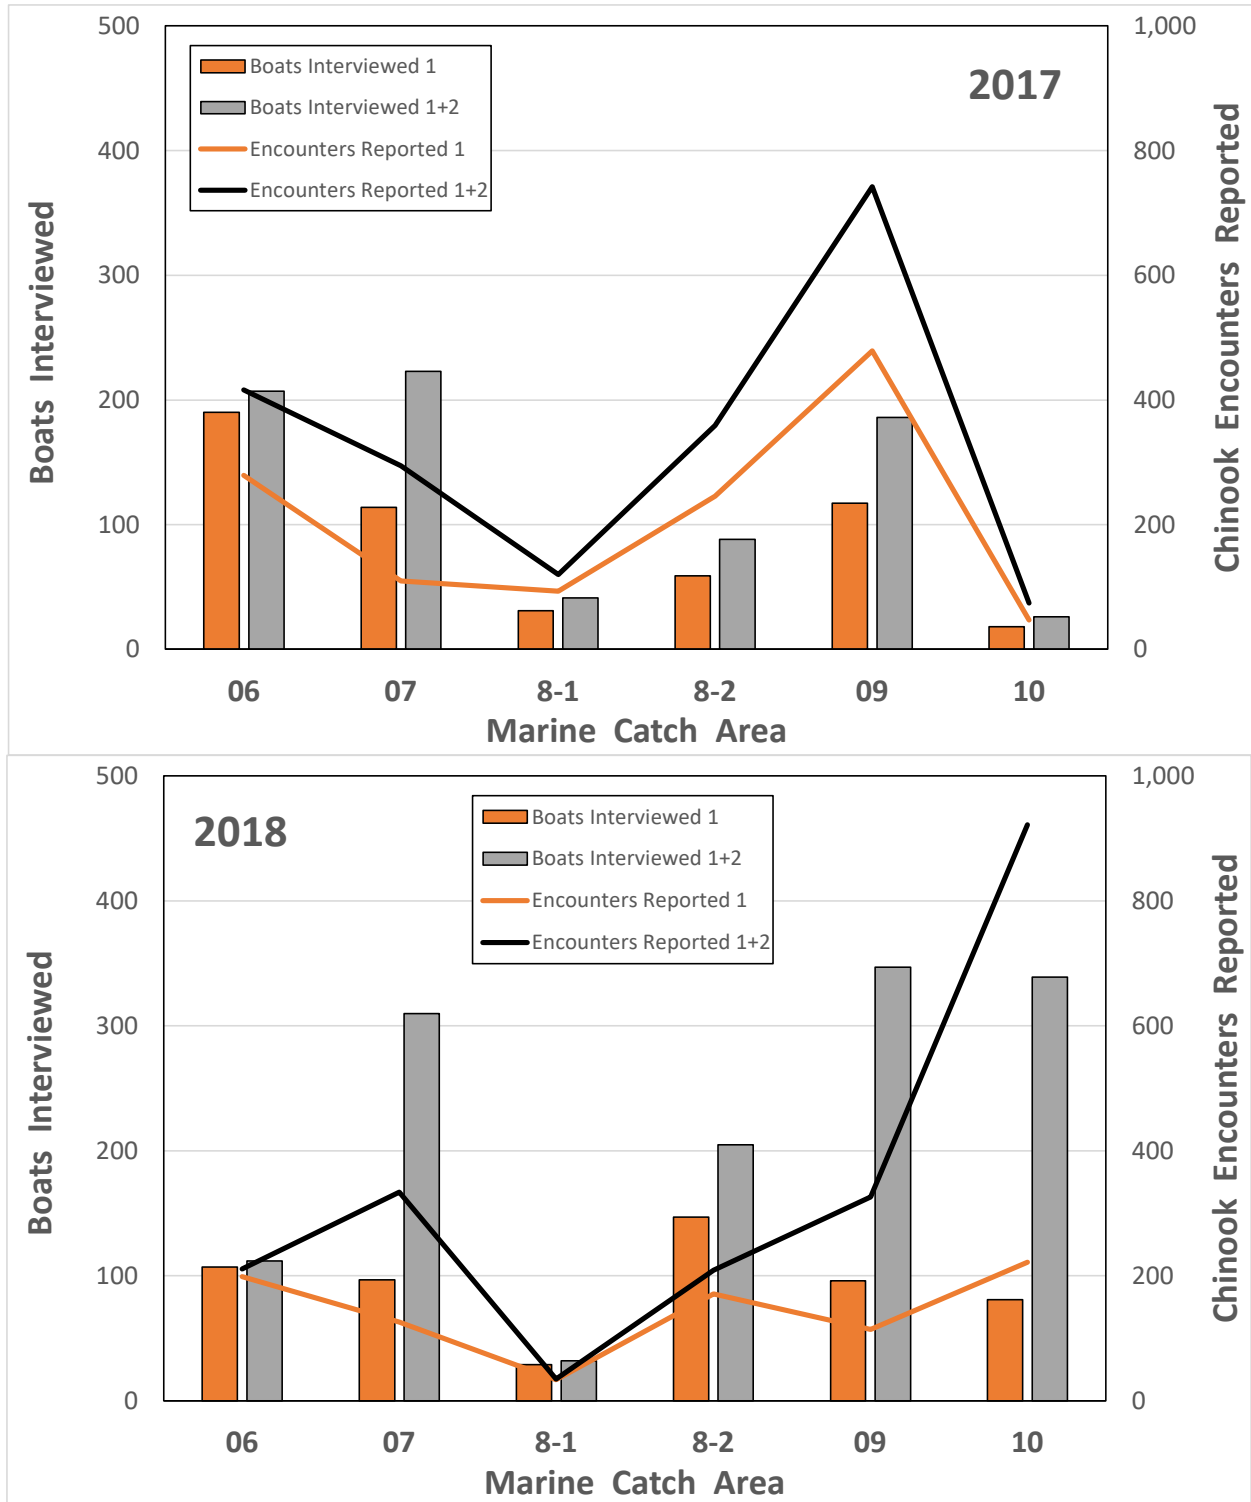 2017
Boats Interviewed 1
Boats Interviewed 1+2
Encounters Reported 1
Encounters Reported 1+2
500
400
300
200
100
0
Boats Interviewed
1,000
800
600
400
200
0
Chinook Encounters Reported
06 07 8-1 8-2 09 10
Marine Catch Area
2018
Boats Interviewed 1
Boats Interviewed 1+2
Encounters Reported 1
Encounters Reported 1+2
500
400
300
200
100
0
Boats Interviewed
1,000
800
600
400
200
0
Chinook Encounters Reported
06 07 8-1 8-2 09 10
Marine Catch Area